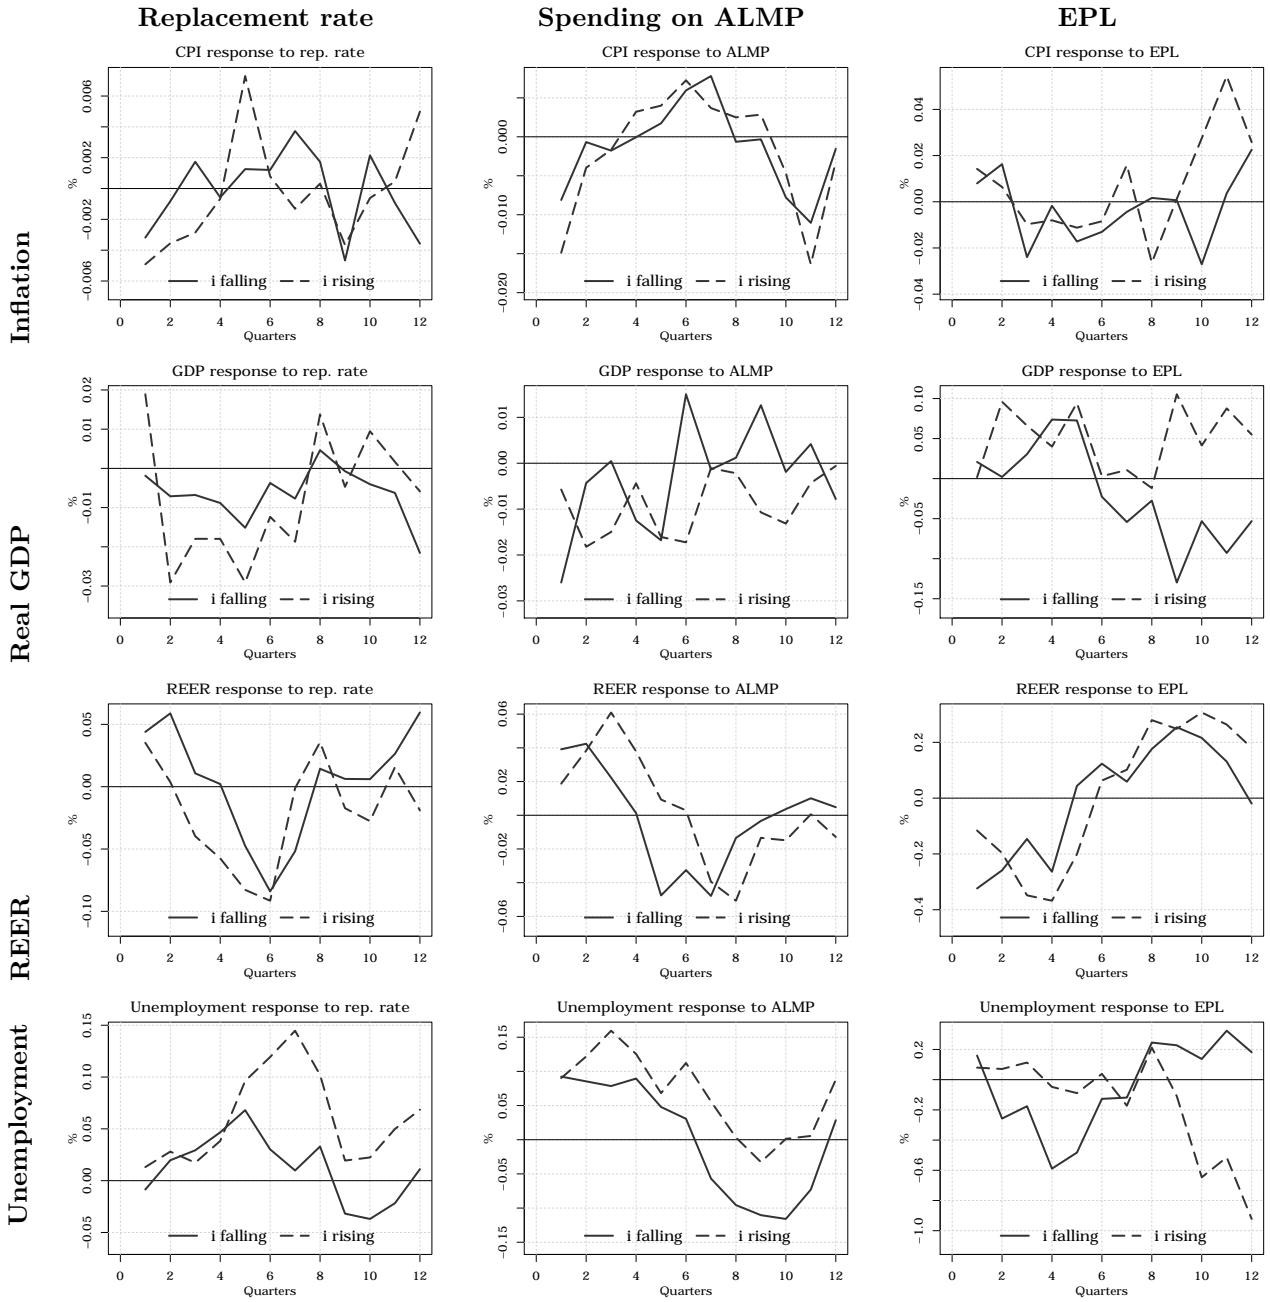 Replacement rate
Spending on ALMP
EPL
Inflation
CPI response to rep. rate
%
0.006
0.002
−0.002
−0.006
i falling
i rising
0 2 4 6 8 10 12
Quarters
CPI response to ALMP
%
0.000
−0.010
−0.020
i falling
i rising
0 2 4 6 8 10 12
Quarters
CPI response to EPL
%
0.04
0.02
0.00
−0.02
−0.04
i falling
i rising
0 2 4 6 8 10 12
Quarters
Real GDP
GDP response to rep. rate
%
0.02
0.01
−0.01
−0.03
i falling
i rising
0 2 4 6 8 10 12
Quarters
GDP response to ALMP
%
0.01
0.00
−0.01
−0.02
−0.03
i falling
i rising
0 2 4 6 8 10 12
Quarters
GDP response to EPL
%
0.10
0.05
−0.05
−0.15
i falling
i rising
0 2 4 6 8 10 12
Quarters
REER
REER response to rep. rate
%
0.05
0.00
−0.05
−0.10
i falling
i rising
0 2 4 6 8 10 12
Quarters
REER response to ALMP
%
0.06
0.02
−0.02
−0.06
i falling
i rising
0 2 4 6 8 10 12
Quarters
REER response to EPL
%
0.2
0.0
−0.2
−0.4
i falling
i rising
0 2 4 6 8 10 12
Quarters
Unemployment
Unemployment response to rep. rate
%
0.15
0.10
0.05
0.00
−0.05
i falling
i rising
0 2 4 6 8 10 12
Quarters
Unemployment response to ALMP
%
0.15
0.05
−0.05
−0.15
i falling
i rising
0 2 4 6 8 10 12
Quarters
Unemployment response to EPL
%
0.2
−0.2
−0.6
−1.0
i falling
i rising
0 2 4 6 8 10 12
Quarters